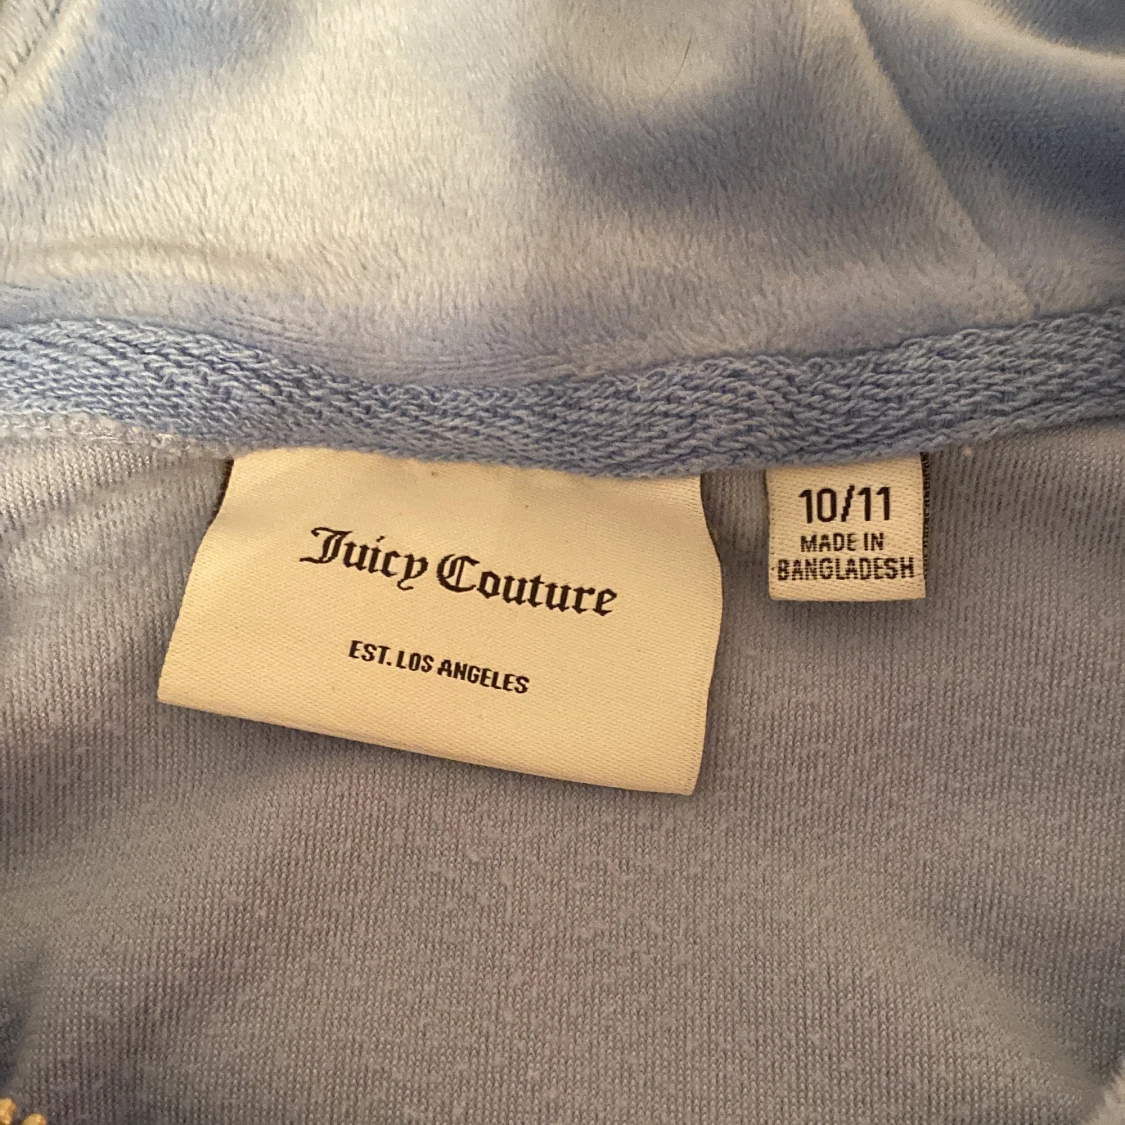 Juicy Couture
EST. LOS ANGELES
10/11
MADE IN
BANGLADESH